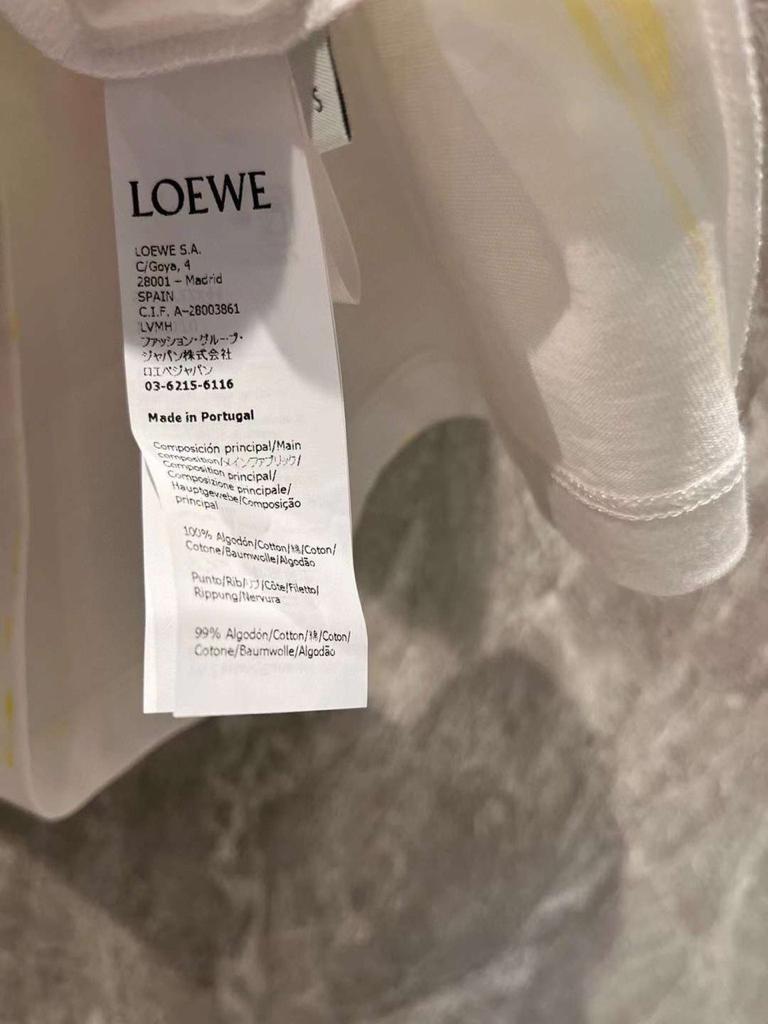 S
LOEWE
LOEWE S.A.
C/Goya, 4
28001 – Madrid
SPAIN
C.I.F. A-28003861
LVMH
ファッション・グループ・
ジャパン株式会社
ロエベジャパン
03-6215-6116
Made in Portugal
Composición principal/Main
composition/メインファブリック/
Composition principal/
Composizione principale/
Hauptgewebe/Composição
principal
100% Algodón/Cotton/綿/Coton/
Cotone/Baumwolle/Algodão
Punto/Rib/リブ/Côte/Filetto/
Rippung/Nervura
99% Algodón/Cotton/綿/Coton/
Cotone/Baumwolle/Algodão